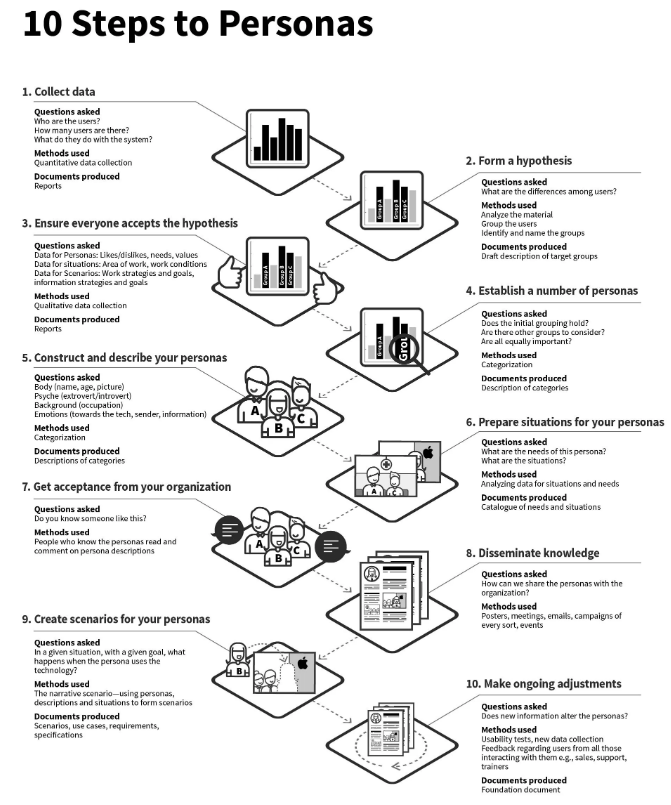 10 Steps to Personas
1. Collect data
Questions asked
Who are the users?
How many users are there?
What do they do with the system?
Methods used
Quantitative data collection
Documents produced
Reports
2. Form a hypothesis
Questions asked
What are the differences among users?
Methods used
Analyze the material
Group the users
Identify and name the groups
Documents produced
Draft description of target groups
Group A
Group B
Group C
3. Ensure everyone accepts the hypothesis
Questions asked
Data for Personas: Likes/dislikes, needs, values
Data for situations: Area of work, work conditions
Data for Scenarios: Work strategies and goals,
information strategies and goals
Methods used
Qualitative data collection
Documents produced
Reports
Group A
Group B
Group C
4. Establish a number of personas
Questions asked
Does the initial grouping hold?
Are there other groups to consider?
Are all equally important?
Methods used
Categorization
Documents produced
Description of categories
Group A
Grou
5. Construct and describe your personas
Questions asked
Body (name, age, picture)
Psyche (extrovert/introvert)
Background (occupation)
Emotions (towards the tech, sender, information)
Methods used
Categorization
Documents produced
Descriptions of categories
A
B
C
6. Prepare situations for your personas
Questions asked
What are the needs of this persona?
What are the situations?
Methods used
Analyzing data for situations and needs
Documents produced
Catalogue of needs and situations
A
C
7. Get acceptance from your organization
Questions asked
Do you know someone like this?
Methods used
People who know the personas read and
comment on persona descriptions
A
B
C
8. Disseminate knowledge
Questions asked
How can we share the personas with the
organization?
Methods used
Posters, meetings, emails, campaigns of
every sort, events
9. Create scenarios for your personas
Questions asked
In a given situation, with a given goal, what
happens when the persona uses the
technology?
Methods used
The narrative scenario—using personas,
descriptions and situations to form scenarios
Documents produced
Scenarios, use cases, requirements,
specifications
B
10. Make ongoing adjustments
Questions asked
Does new information alter the personas?
Methods used
Usability tests, new data collection
Feedback regarding users from all those
interacting with them e.g., sales, support,
trainers
Documents produced
Foundation document